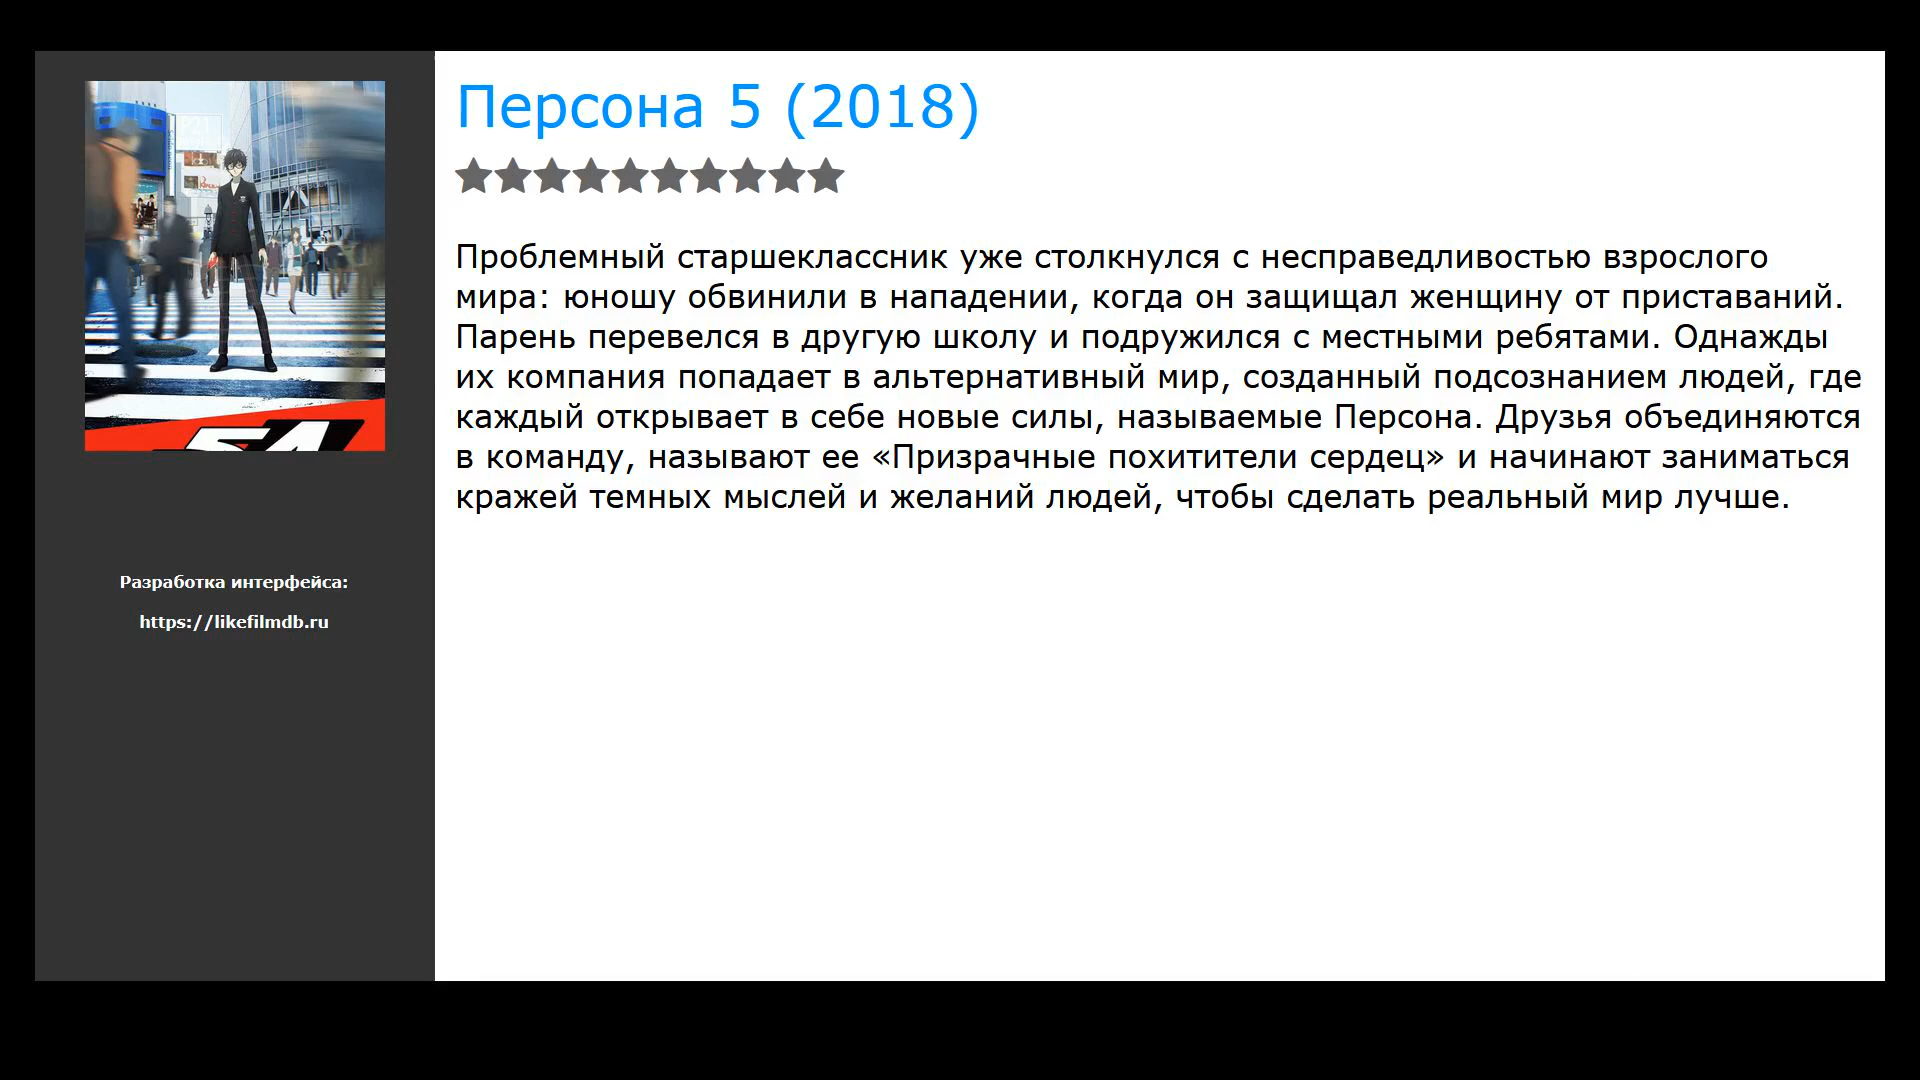 Персона 5 (2018)
Проблемный старшеклассник уже столкнулся с несправедливостью взрослого
мира: юношу обвинили в нападении, когда он защищал женщину от приставаний.
Парень перевелся в другую школу и подружился с местными ребятами. Однажды
их компания попадает в альтернативный мир, созданный подсознанием людей, где
каждый открывает в себе новые силы, называемые Персона. Друзья объединяются
в команду, называют ее «Призрачные похитители сердец» и начинают заниматься
кражей темных мыслей и желаний людей, чтобы сделать реальный мир лучше.
Разработка интерфейса:
https://likefilmdb.ru